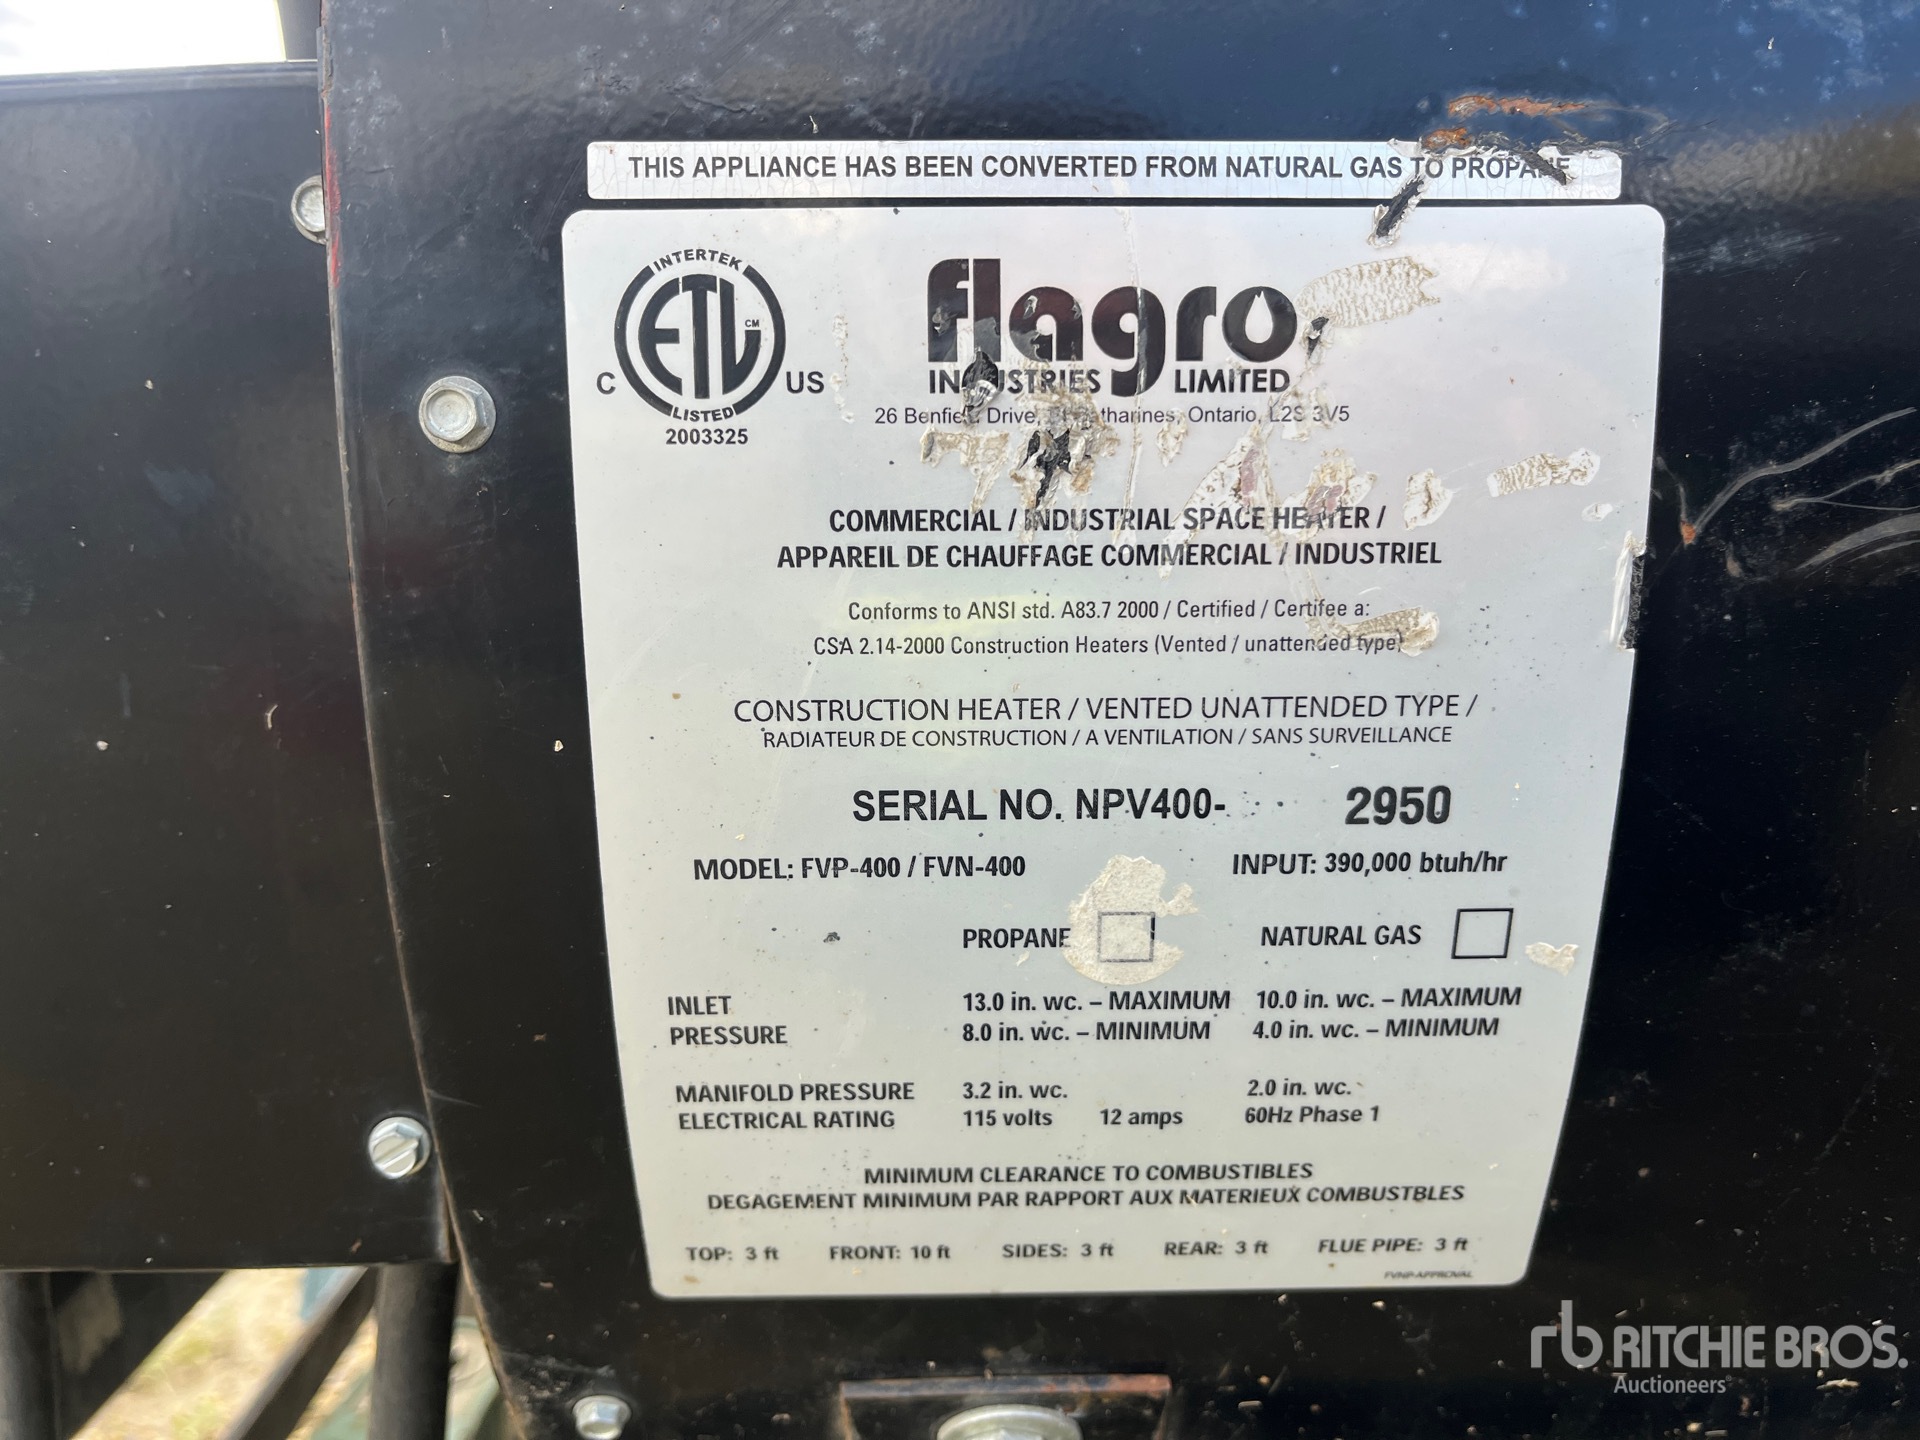 THIS APPLIANCE HAS BEEN CONVERTED FROM NATURAL GAS TO PROPANE
INTERTEK
ETL CM
C US
LISTED
2003325
flagro
INDUSTRIES LIMITED
26 Benfield Drive, St. Catharines, Ontario, L2S 3V5
COMMERCIAL / INDUSTRIAL SPACE HEATER /
APPAREIL DE CHAUFFAGE COMMERCIAL / INDUSTRIEL
Conforms to ANSI std. A83.7 2000 / Certified / Certifee a:
CSA 2.14-2000 Construction Heaters (Vented / unattended type)
CONSTRUCTION HEATER / VENTED UNATTENDED TYPE /
RADIATEUR DE CONSTRUCTION / A VENTILATION / SANS SURVEILLANCE
SERIAL NO. NPV400- 2950
MODEL: FVP-400 / FVN-400 INPUT: 390,000 btuh/hr
PROPANE NATURAL GAS
INLET 13.0 in. wc. – MAXIMUM 10.0 in. wc. – MAXIMUM
PRESSURE 8.0 in. wc. – MINIMUM 4.0 in. wc. – MINIMUM
MANIFOLD PRESSURE 3.2 in. wc. 2.0 in. wc.
ELECTRICAL RATING 115 volts 12 amps 60Hz Phase 1
MINIMUM CLEARANCE TO COMBUSTIBLES
DEGAGEMENT MINIMUM PAR RAPPORT AUX MATERIEUX COMBUSTBLES
TOP: 3 ft FRONT: 10 ft SIDES: 3 ft REAR: 3 ft FLUE PIPE: 3 ft
FVNP-APPROVAL
rb RITCHIE BROS.
Auctioneers